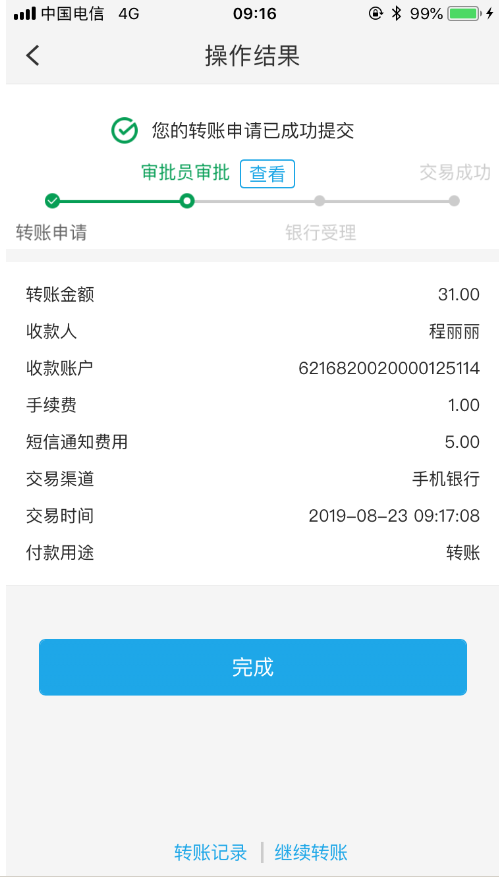 中国电信 4G 09:16 99%
操作结果
您的转账申请已成功提交
审批员审批 查看 交易成功
转账申请 银行受理
转账金额 31.00
收款人 程丽丽
收款账户 6216820020000125114
手续费 1.00
短信通知费用 5.00
交易渠道 手机银行
交易时间 2019-08-23 09:17:08
付款用途 转账
完成
转账记录 | 继续转账